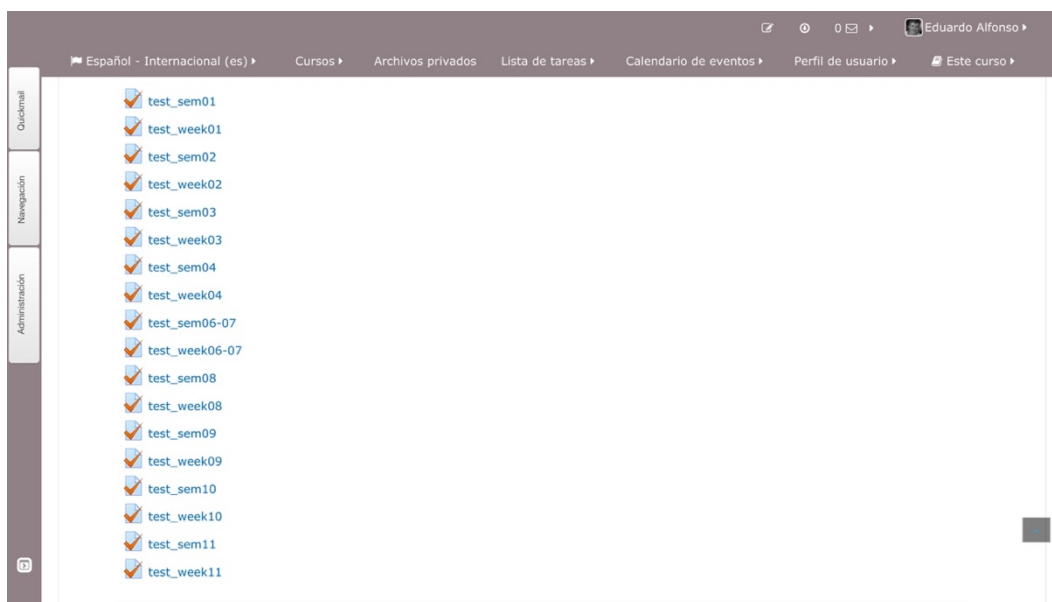 0
Eduardo Alfonso
Español - Internacional (es)
Cursos
Archivos privados
Lista de tareas
Calendario de eventos
Perfil de usuario
Este curso
Quickmail
Navegación
Administración
test_sem01
test_week01
test_sem02
test_week02
test_sem03
test_week03
test_sem04
test_week04
test_sem06-07
test_week06-07
test_sem08
test_week08
test_sem09
test_week09
test_sem10
test_week10
test_sem11
test_week11